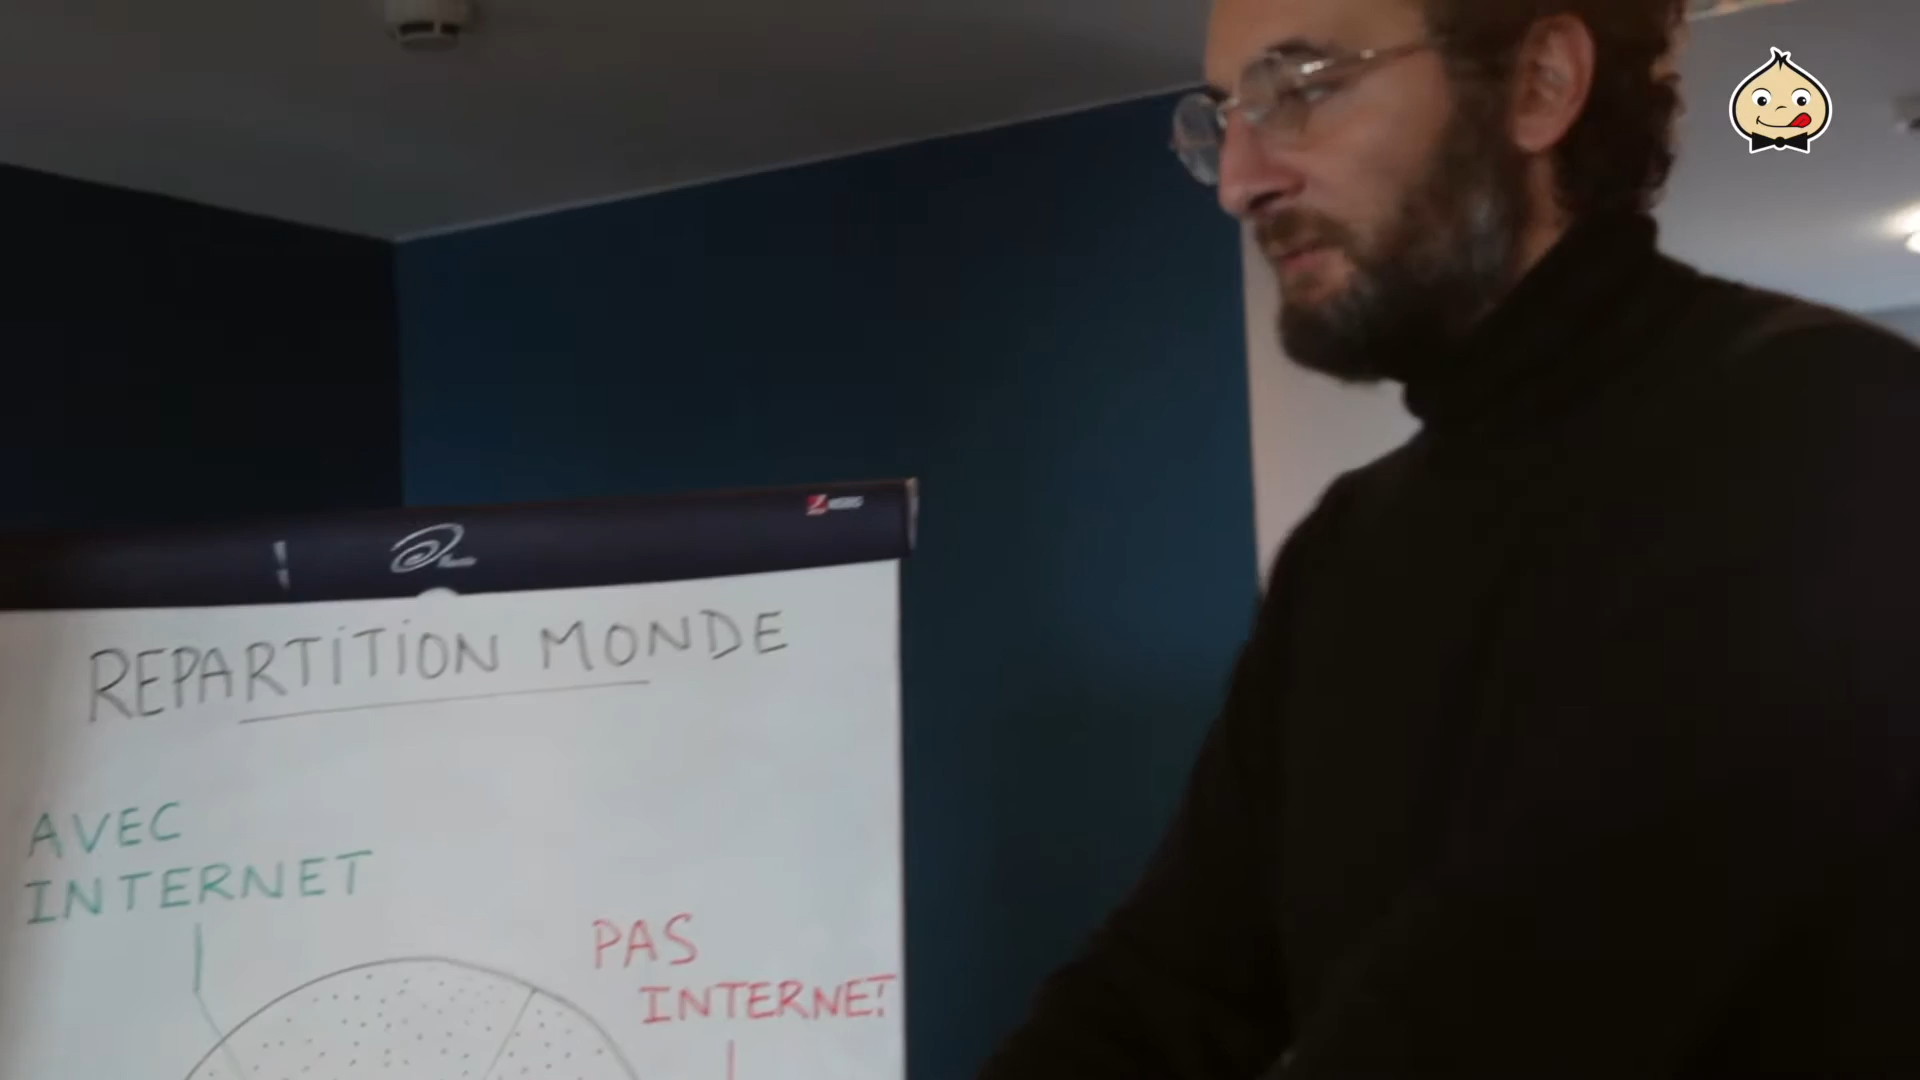 REPARTITION MONDE
AVEC
INTERNET
PAS
INTERNET